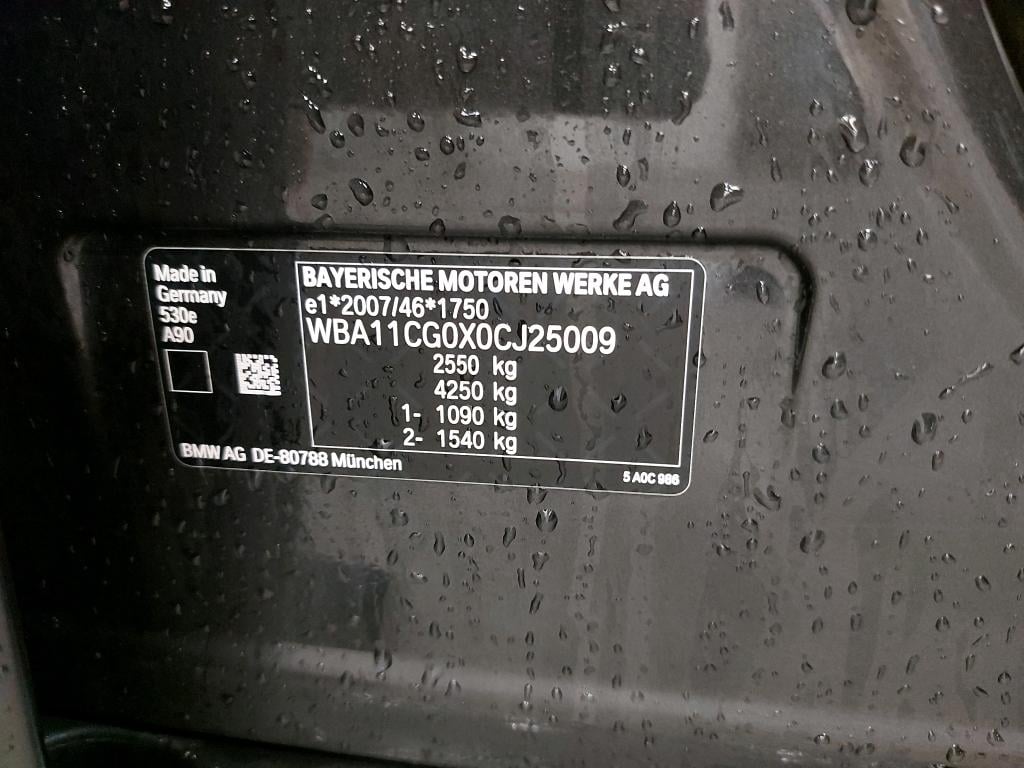 Made in
Germany
530e
A90
BAYERISCHE MOTOREN WERKE AG
e1*2007/46*1750
WBA11CG0X0CJ25009
2550 kg
4250 kg
1- 1090 kg
2- 1540 kg
BMW AG DE-80788 München
5 A0C 986